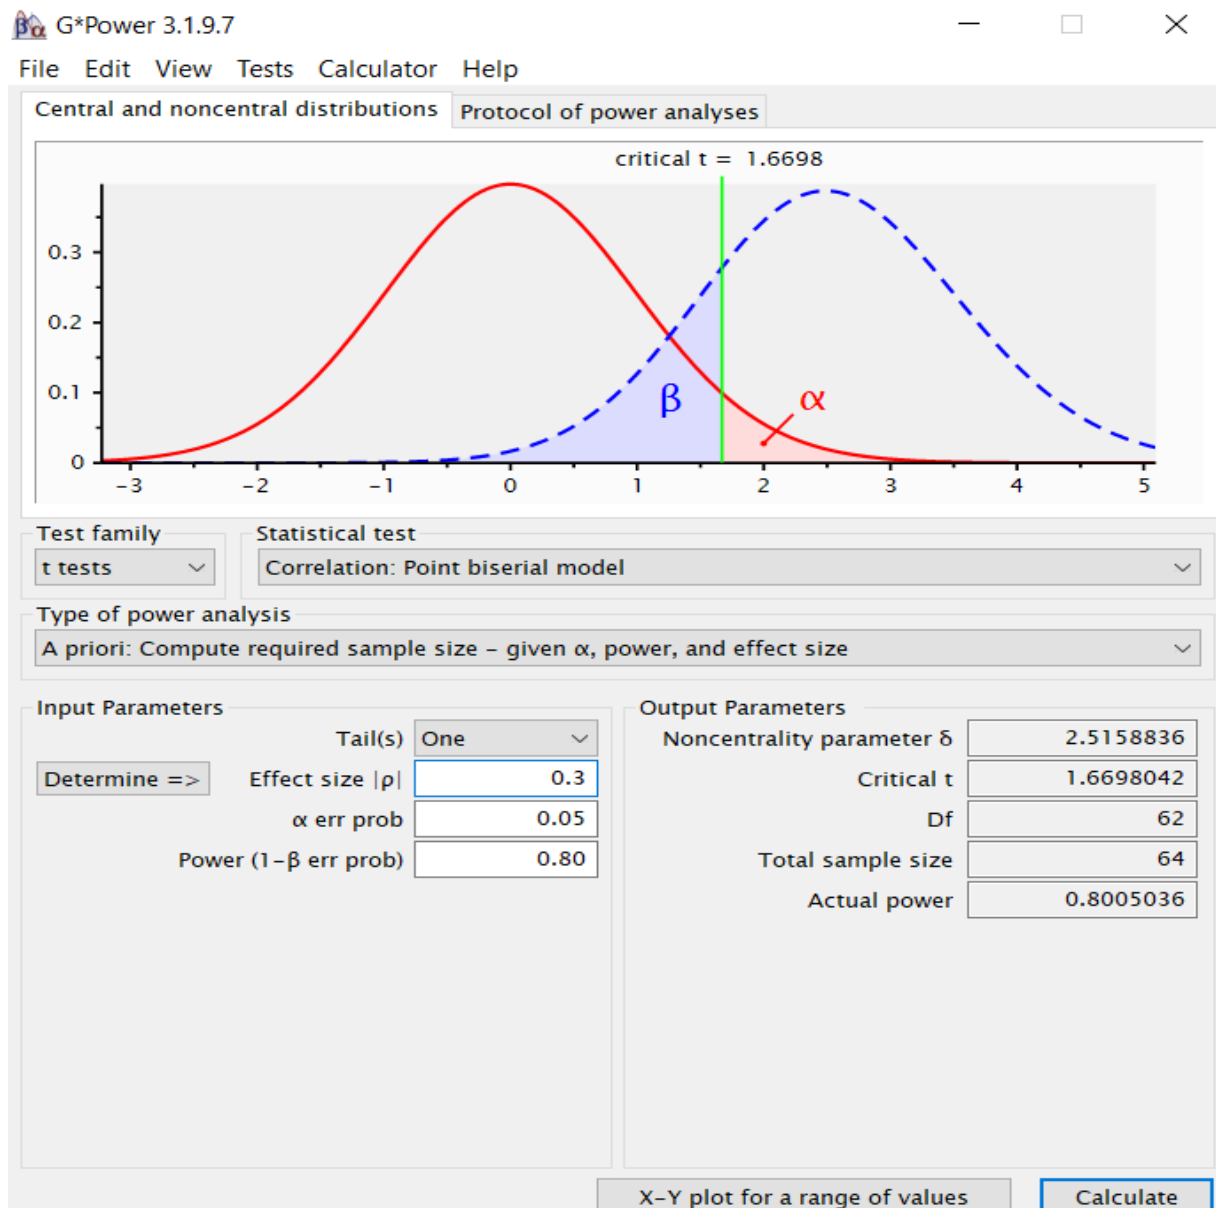 G*Power 3.1.9.7
File Edit View Tests Calculator Help
Central and noncentral distributions Protocol of power analyses
critical t = 1.6698
0.3
0.2
0.1
0
β α
-3 -2 -1 0 1 2 3 4 5
Test family Statistical test
t tests Correlation: Point biserial model
Type of power analysis
A priori: Compute required sample size – given α, power, and effect size
Input Parameters
Tail(s) One
Determine => Effect size |ρ| 0.3
α err prob 0.05
Power (1-β err prob) 0.80
Output Parameters
Noncentrality parameter δ 2.5158836
Critical t 1.6698042
Df 62
Total sample size 64
Actual power 0.8005036
X-Y plot for a range of values Calculate